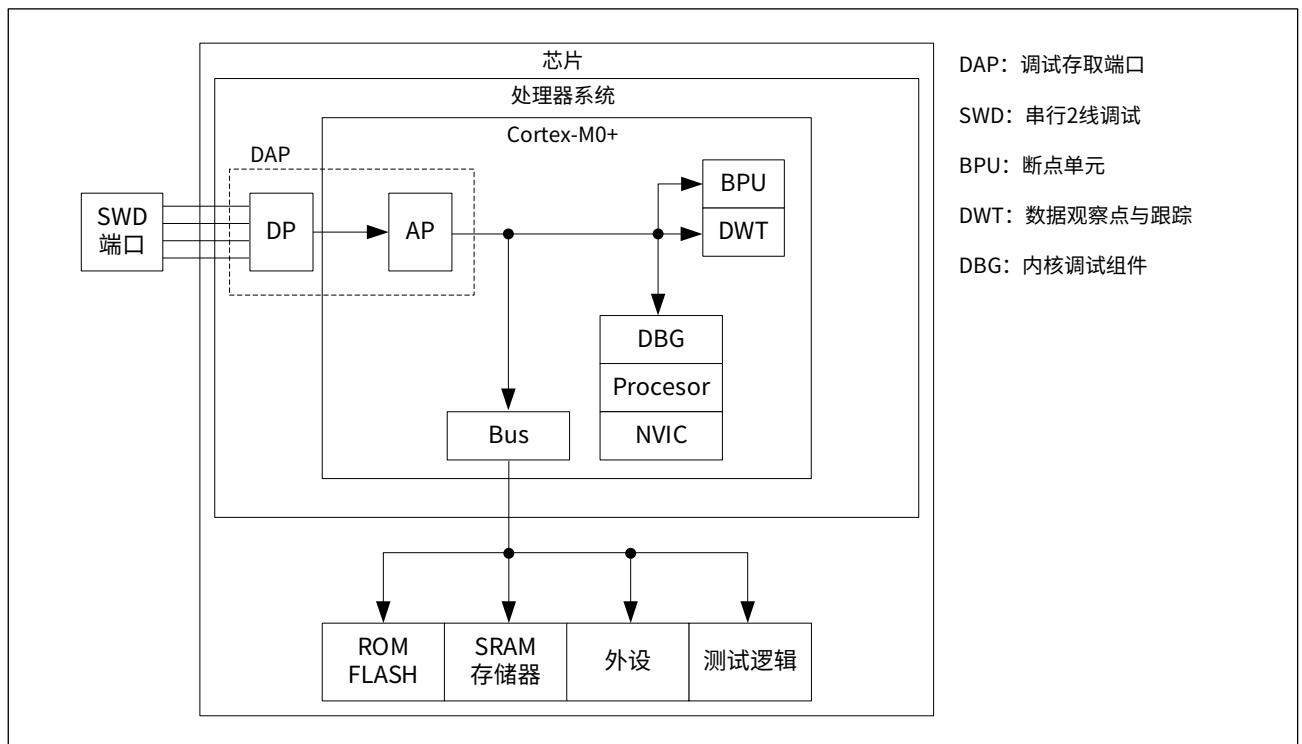 芯片
处理器系统
Cortex-M0+
DAP
SWD
端口
DP
AP
BPU
DWT
DBG
Procesor
NVIC
Bus
ROM
FLASH
SRAM
存储器
外设
测试逻辑
DAP：调试存取端口
SWD：串行2线调试
BPU：断点单元
DWT：数据观察点与跟踪
DBG：内核调试组件